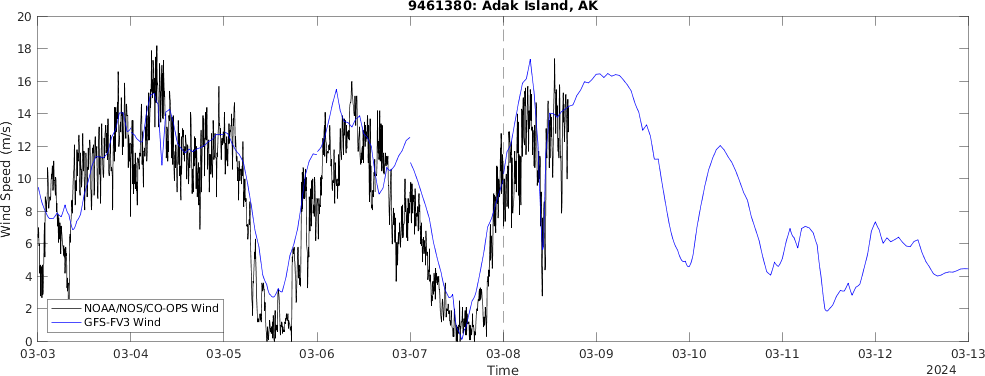 9461380: Adak Island, AK
20
18
16
14
12
10
8
6
4
2
0
Wind Speed (m/s)
NOAA/NOS/CO-OPS Wind
GFS-FV3 Wind
03-03 03-04 03-05 03-06 03-07 03-08 03-09 03-10 03-11 03-12 03-13
Time
2024